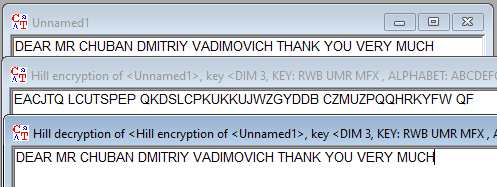 Unnamed1
DEAR MR CHUBAN DMITRIY VADIMOVICH THANK YOU VERY MUCH
Hill encryption of <Unnamed1>, key <DIM 3, KEY: RWB UMR MFX , ALPHABET: ABCDEFG
EACJTQ LCUTSPEP QKDSLCPKUKKUJWZGYDDB CZMUZPQQHRKYFW QF
Hill decryption of <Hill encryption of <Unnamed1>, key <DIM 3, KEY: RWB UMR MFX , A
DEAR MR CHUBAN DMITRIY VADIMOVICH THANK YOU VERY MUCH